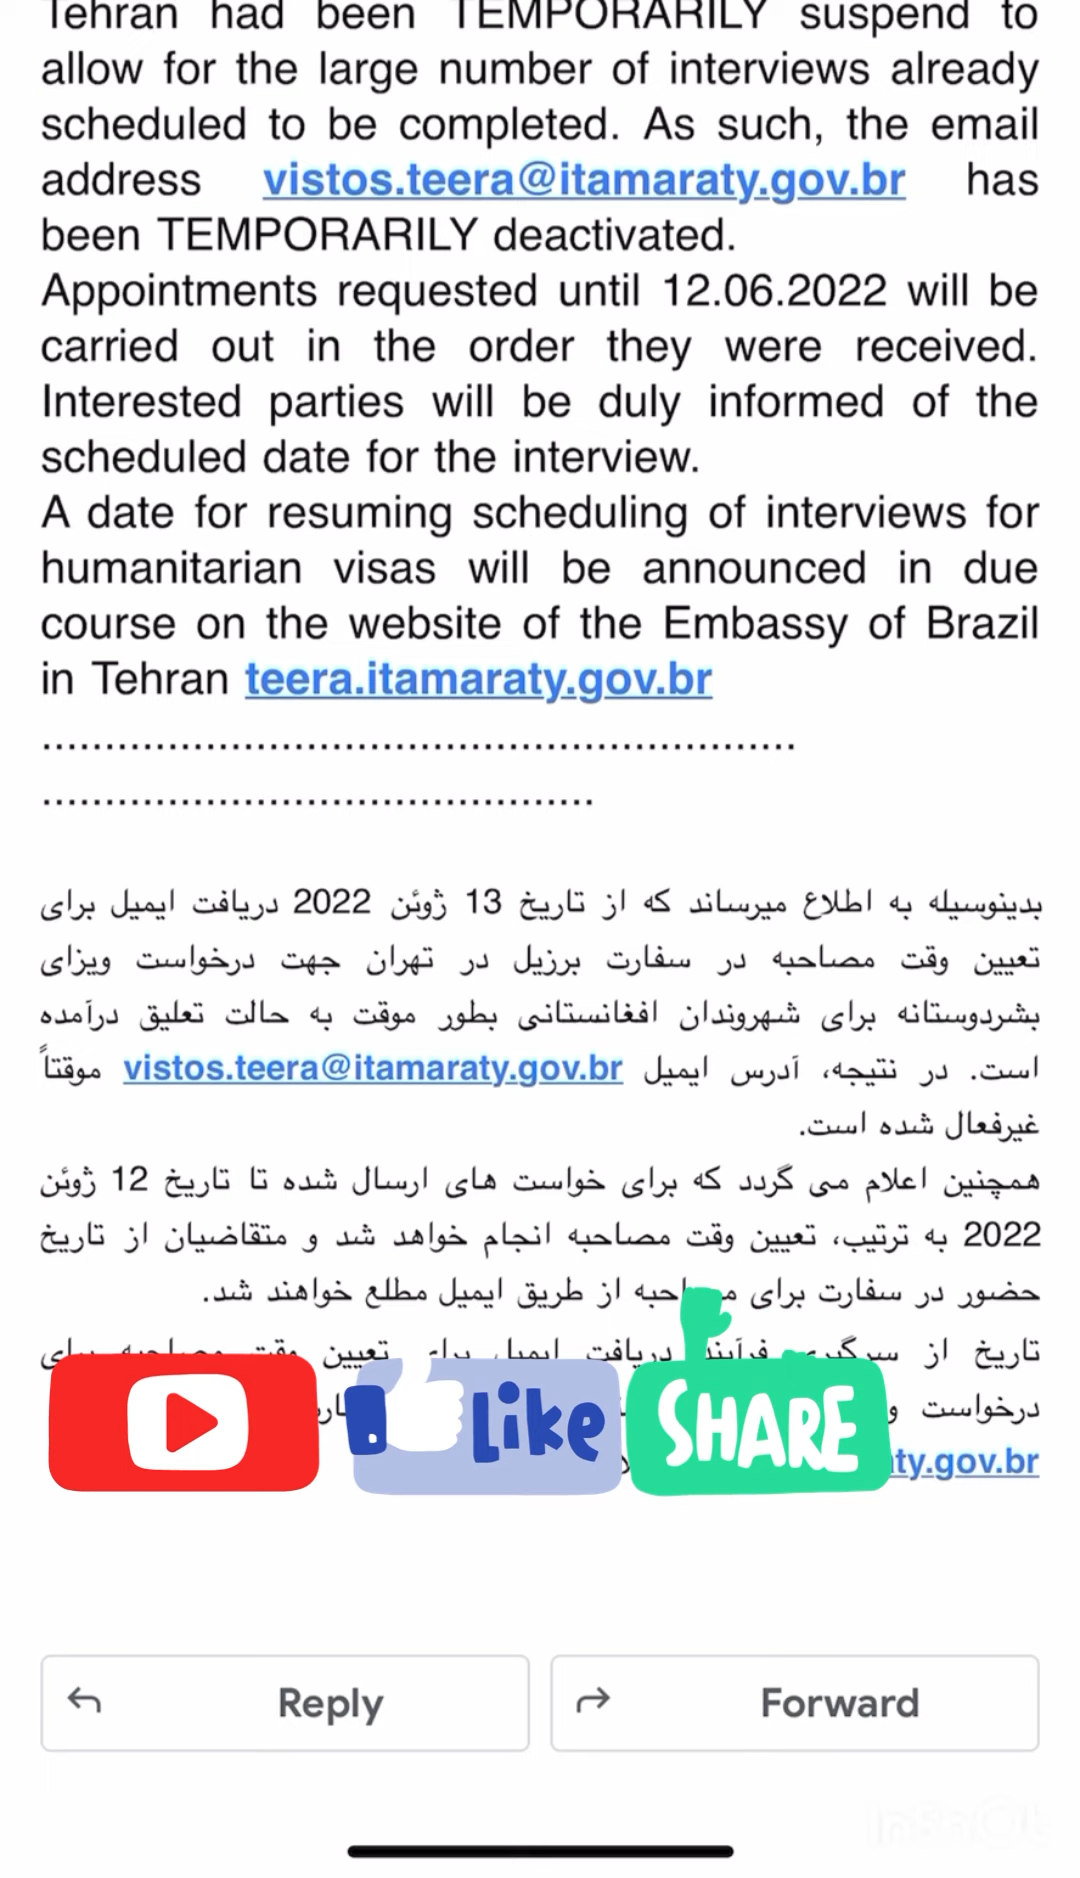 Tehran had been TEMPORARILY suspend to
allow for the large number of interviews already
scheduled to be completed. As such, the email
address vistos.teera@itamaraty.gov.br has
been TEMPORARILY deactivated.
Appointments requested until 12.06.2022 will be
carried out in the order they were received.
Interested parties will be duly informed of the
scheduled date for the interview.
A date for resuming scheduling of interviews for
humanitarian visas will be announced in due
course on the website of the Embassy of Brazil
in Tehran teera.itamaraty.gov.br
............................................................
............................................
بدینوسیله به اطلاع میرساند که از تاریخ 13 ژوئن 2022 دریافت ایمیل برای
تعیین وقت مصاحبه در سفارت برزیل در تهران جهت درخواست ویزای
بشردوستانه برای شهروندان افغانستانی بطور موقت به حالت تعلیق درآمده
است. در نتیجه، آدرس ایمیل vistos.teera@itamaraty.gov.br موقتاً
غیرفعال شده است.
همچنین اعلام می گردد که برای خواست های ارسال شده تا تاریخ 12 ژوئن
2022 به ترتیب، تعیین وقت مصاحبه انجام خواهد شد و متقاضیان از تاریخ
حضور در سفارت برای مصاحبه از طریق ایمیل مطلع خواهند شد.
تاریخ از سرگیری فرآیند دریافت ایمیل برای تعیین وقت مصاحبه برای
درخواست
ty.gov.br
Like
SHARE
Reply
Forward